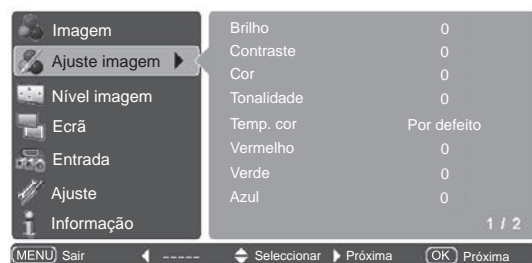 Imagem
Ajuste imagem
Nível imagem
Ecrã
Entrada
Ajuste
Informação
Brilho 0
Contraste 0
Cor 0
Tonalidade 0
Temp. cor Por defeito
Vermelho 0
Verde 0
Azul 0
1 / 2
MENU Sair ----- Seleccionar Próxima OK Próxima